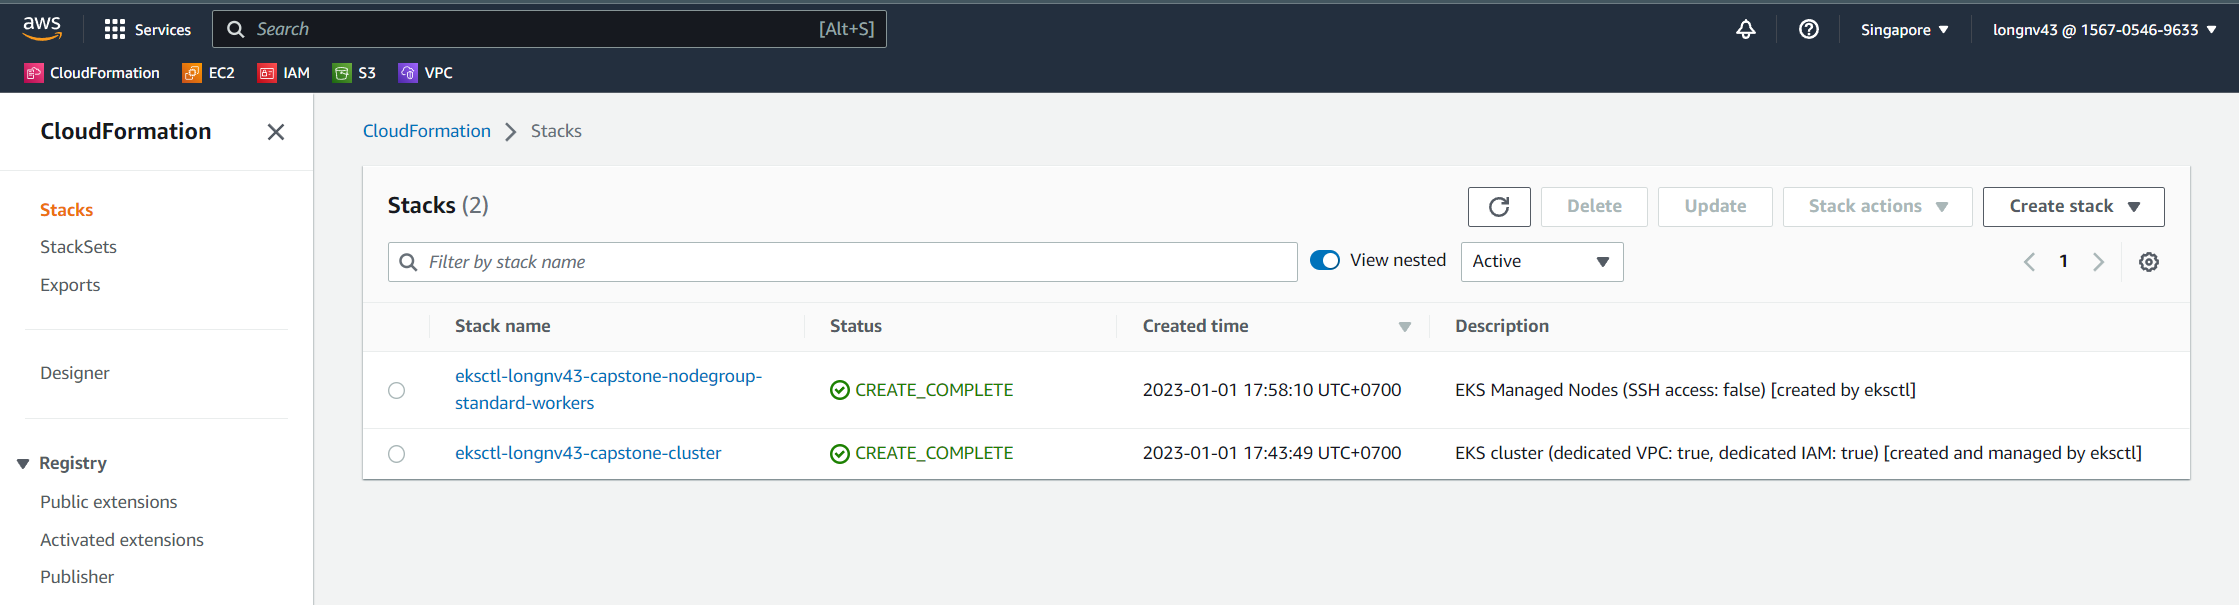 aws Services Search [Alt+S] Singapore longnv43 @ 1567-0546-9633
CloudFormation EC2 IAM S3 VPC
CloudFormation
Stacks
StackSets
Exports
Designer
Registry
Public extensions
Activated extensions
Publisher
CloudFormation Stacks
Stacks (2) Delete Update Stack actions Create stack
Filter by stack name View nested Active 1
Stack name Status Created time Description
eksctl-longnv43-capstone-nodegroup-
standard-workers CREATE_COMPLETE 2023-01-01 17:58:10 UTC+0700 EKS Managed Nodes (SSH access: false) [created by eksctl]
eksctl-longnv43-capstone-cluster CREATE_COMPLETE 2023-01-01 17:43:49 UTC+0700 EKS cluster (dedicated VPC: true, dedicated IAM: true) [created and managed by eksctl]